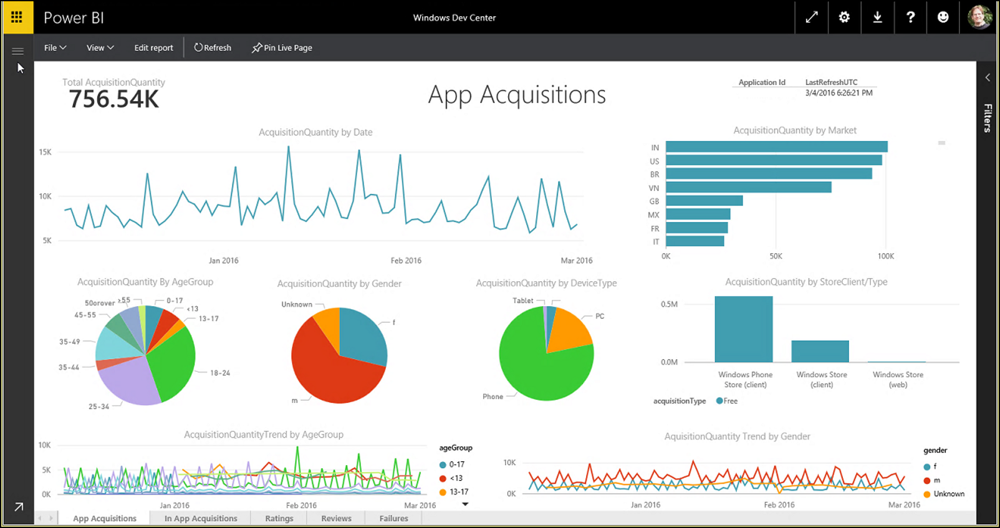 Power BI
Windows Dev Center
?
File View Edit report Refresh Pin Live Page
Total AcquisitionQuantity
756.54K
App Acquisitions
Application Id LastRefreshUTC
3/4/2016 6:26:21 PM
Filters
AcquisitionQuantity by Date
15K
10K
5K
Jan 2016 Feb 2016 Mar 2016
AcquisitionQuantity by Market
IN
US
BR
VN
GB
MX
FR
IT
0K 50K 100K
AcquisitionQuantity By AgeGroup
50orover >55 0-17
<13
45-55 13-17
35-49
35-44
18-24
25-34
AcquisitionQuantity by Gender
Unknown
f
m
AcquisitionQuantity by DeviceType
Tablet
PC
Phone
AcquisitionQuantity by StoreClient/Type
0.5M
0.0M
Windows Phone Store (client)
Windows Store (client)
Windows Store (web)
acquisitionType Free
AcquisitionQuantityTrend by AgeGroup
10K
5K
0K
Jan 2016 Feb 2016 Mar 2016
ageGroup
0-17
<13
13-17
AquisitionQuantity Trend by Gender
10K
0K
Jan 2016 Feb 2016 Mar 2016
gender
f
m
Unknown
App Acquisitions In App Acquisitions Ratings Reviews Failures